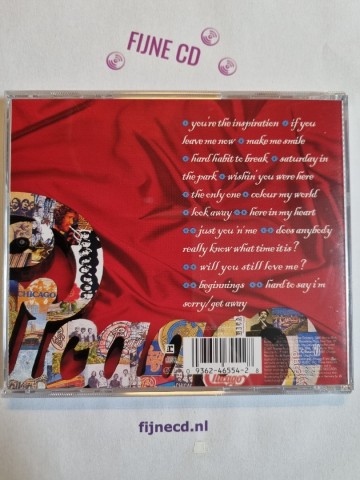 FIJNE CD
you're the inspiration if you
leave me now make me smile
hard habit to break saturday in
the park wishin' you were here
the only one colour my world
look away here in my heart
just you 'n' me does anybody
really know what time it is?
will you still love me?
beginnings hard to say i'm
sorry/get away
CHICAGO
Chicago
0 9362-46554-2 8
fijnecd.nl